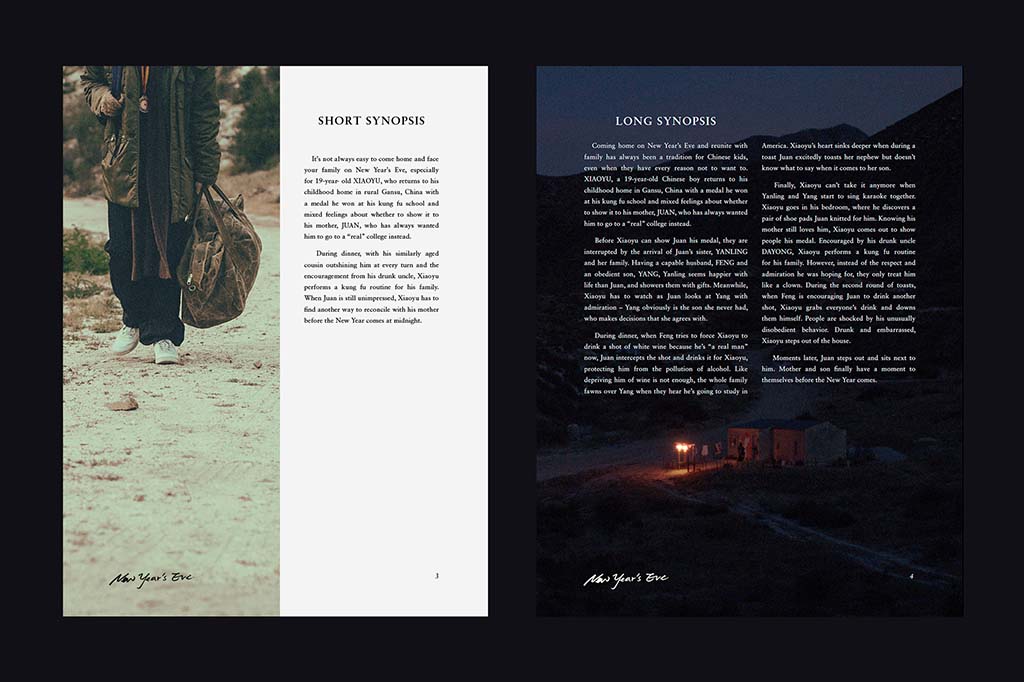 SHORT SYNOPSIS
It's not always easy to come home and face
your family on New Year's Eve, especially
for 19-year- old XIAOYU, who returns to his
childhood home in rural Gansu, China with
a medal he won at his kung fu school and
mixed feelings about whether to show it to
his mother, JUAN, who has always wanted
him to go to a “real” college instead.
During dinner, with his similarly aged
cousin outshining him at every turn and the
encouragement from his drunk uncle, Xiaoyu
performs a kung fu routine for his family.
When Juan is still unimpressed, Xiaoyu has to
find another way to reconcile with his mother
before the New Year comes at midnight.
New Year's Eve
3
LONG SYNOPSIS
Coming home on New Year's Eve and reunite with
family has always been a tradition for Chinese kids,
even when they have every reason not to want to.
XIAOYU, a 19-year-old Chinese boy returns to his
childhood home in Gansu, China with a medal he won
at his kung fu school and mixed feelings about whether
to show it to his mother, JUAN, who has always wanted
him to go to a “real” college instead.
Before Xiaoyu can show Juan his medal, they are
interrupted by the arrival of Juan's sister, YANLING
and her family. Having a capable husband, FENG and
an obedient son, YANG, Yanling seems happier with
life than Juan, and showers them with gifts. Meanwhile,
Xiaoyu has to watch as Juan looks at Yang with
admiration – Yang obviously is the son she never had,
who makes decisions that she agrees with.
During dinner, when Feng tries to force Xiaoyu to
drink a shot of white wine because he's “a real man”
now, Juan intercepts the shot and drinks it for Xiaoyu,
protecting him from the pollution of alcohol. Like
depriving him of wine is not enough, the whole family
fawns over Yang when they hear he's going to study in
America. Xiaoyu's heart sinks deeper when during a
toast Juan excitedly toasts her nephew but doesn't
know what to say when it comes to her son.
Finally, Xiaoyu can't take it anymore when
Yanling and Yang start to sing karaoke together.
Xiaoyu goes in his bedroom, where he discovers a
pair of shoe pads Juan knitted for him. Knowing his
mother still loves him, Xiaoyu comes out to show
people his medal. Encouraged by his drunk uncle
DAYONG, Xiaoyu performs a kung fu routine
for his family. However, instead of the respect and
admiration he was hoping for, they only treat him
like a clown. During the second round of toasts,
when Feng is encouraging Juan to drink another
shot, Xiaoyu grabs everyone's drink and downs
them himself. People are shocked by his unusually
disobedient behavior. Drunk and embarrassed,
Xiaoyu steps out of the house.
Moments later, Juan steps out and sits next to
him. Mother and son finally have a moment to
themselves before the New Year comes.
New Year's Eve
4